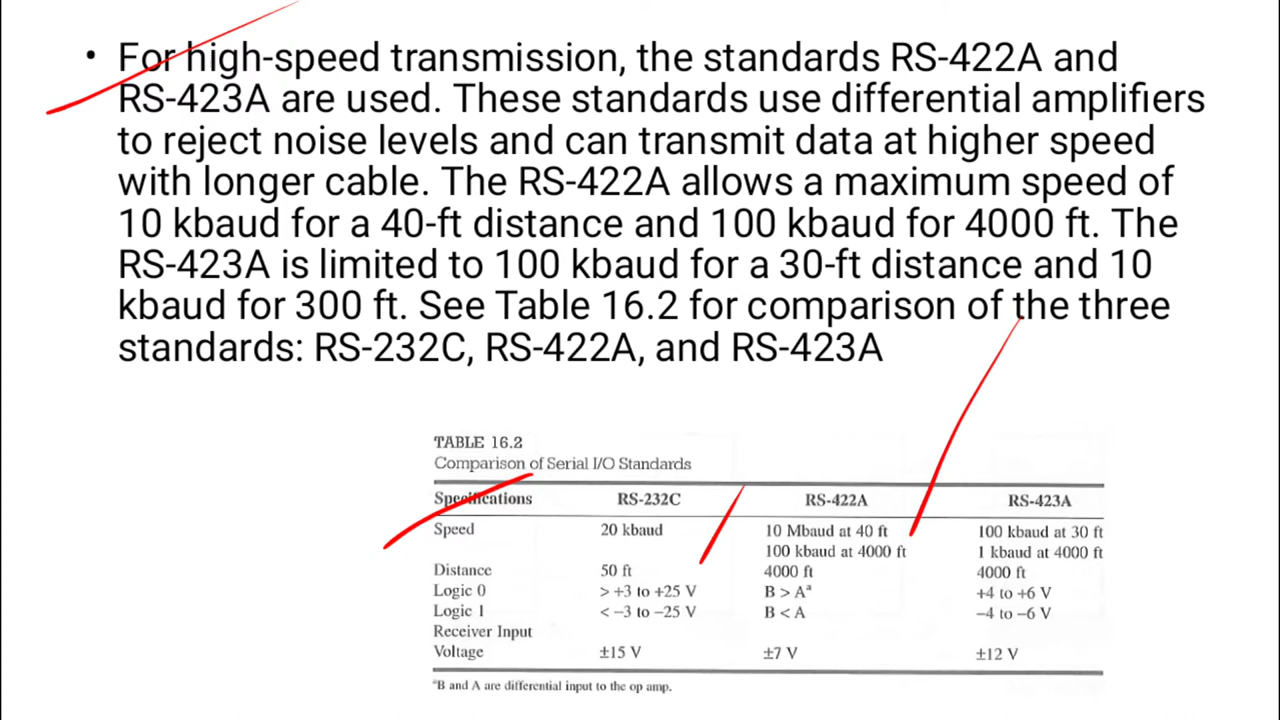 • For high-speed transmission, the standards RS-422A and
RS-423A are used. These standards use differential amplifiers
to reject noise levels and can transmit data at higher speed
with longer cable. The RS-422A allows a maximum speed of
10 kbaud for a 40-ft distance and 100 kbaud for 4000 ft. The
RS-423A is limited to 100 kbaud for a 30-ft distance and 10
kbaud for 300 ft. See Table 16.2 for comparison of the three
standards: RS-232C, RS-422A, and RS-423A
TABLE 16.2
Comparison of Serial I/O Standards
Specifications RS-232C RS-422A RS-423A
Speed 20 kbaud 10 Mbaud at 40 ft 100 kbaud at 30 ft
100 kbaud at 4000 ft 1 kbaud at 4000 ft
Distance 50 ft 4000 ft 4000 ft
Logic 0 > +3 to +25 V B > Aᵃ +4 to +6 V
Logic 1 < −3 to −25 V B < A −4 to −6 V
Receiver Input
Voltage ±15 V ±7 V ±12 V
ᵃB and A are differential input to the op amp.